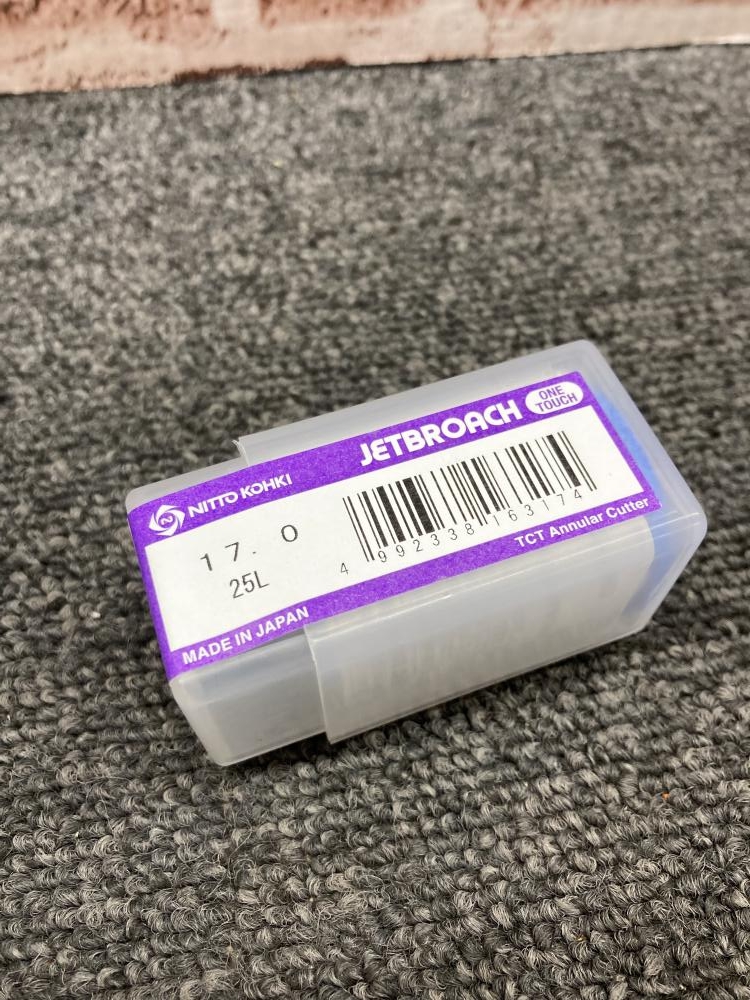 JETBROACH ONE TOUCH
NITTO KOHKI
17.0
25L
4 992338 163174
TCT Annular Cutter
MADE IN JAPAN